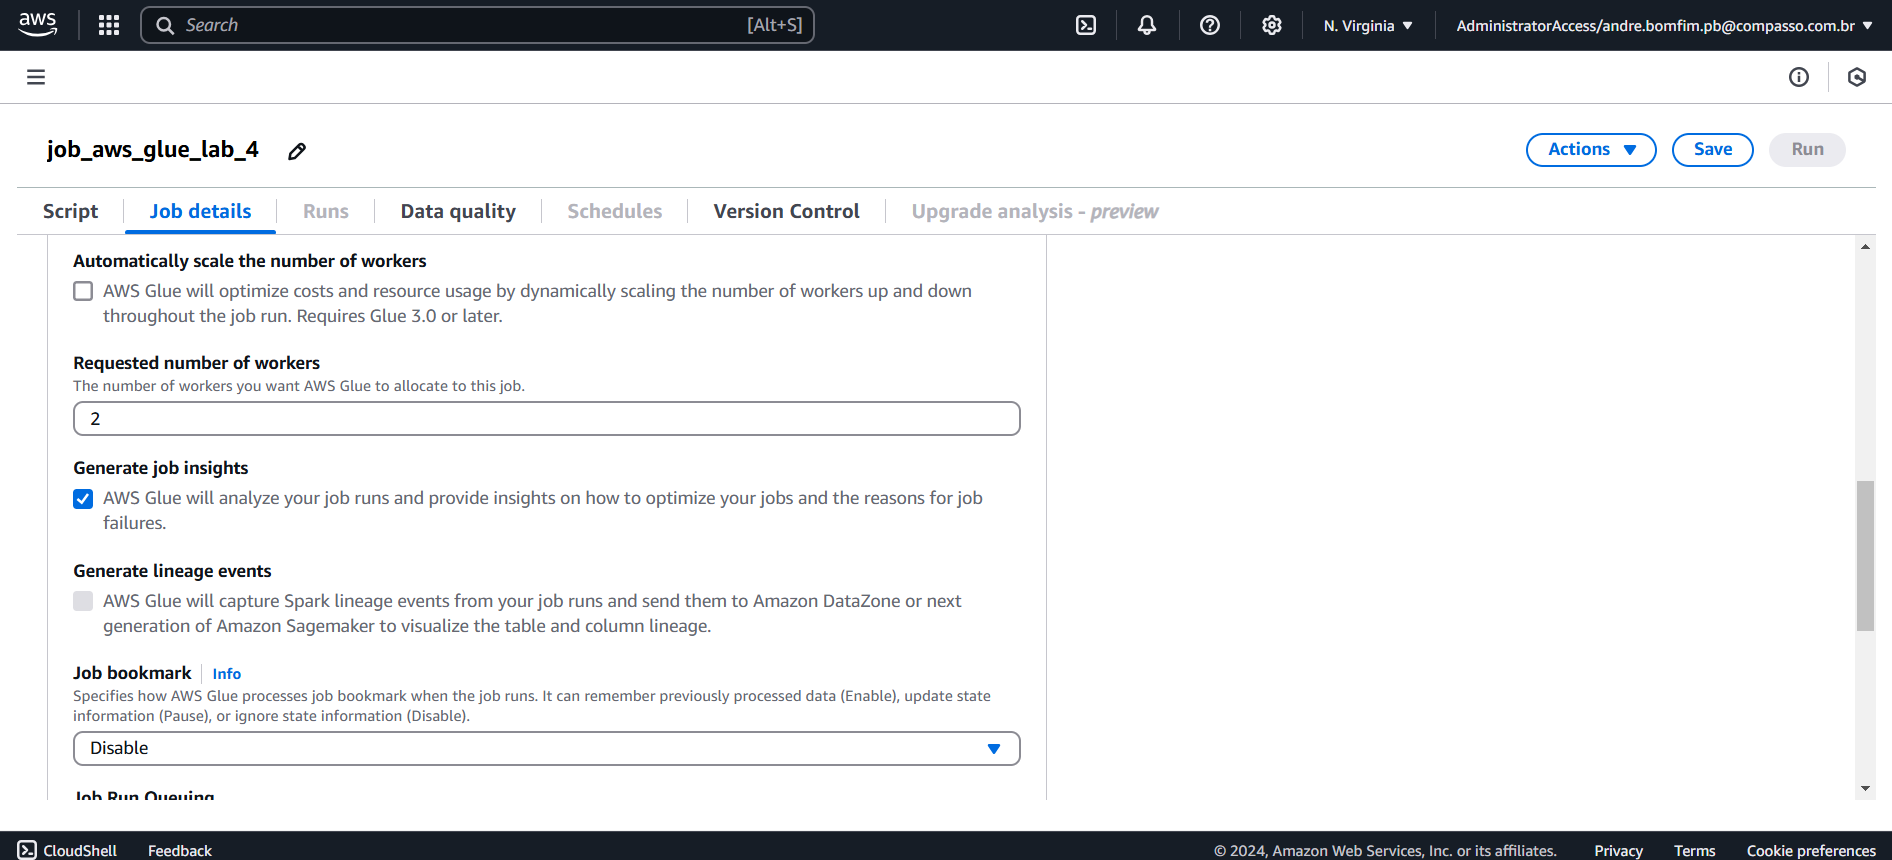 aws
Search [Alt+S]
N. Virginia
AdministratorAccess/andre.bomfim.pb@compasso.com.br
job_aws_glue_lab_4
Actions
Save
Run
Script
Job details
Runs
Data quality
Schedules
Version Control
Upgrade analysis - preview
Automatically scale the number of workers
AWS Glue will optimize costs and resource usage by dynamically scaling the number of workers up and down
throughout the job run. Requires Glue 3.0 or later.
Requested number of workers
The number of workers you want AWS Glue to allocate to this job.
2
Generate job insights
AWS Glue will analyze your job runs and provide insights on how to optimize your jobs and the reasons for job
failures.
Generate lineage events
AWS Glue will capture Spark lineage events from your job runs and send them to Amazon DataZone or next
generation of Amazon Sagemaker to visualize the table and column lineage.
Job bookmark Info
Specifies how AWS Glue processes job bookmark when the job runs. It can remember previously processed data (Enable), update state
information (Pause), or ignore state information (Disable).
Disable
Job Run Queuing
CloudShell
Feedback
© 2024, Amazon Web Services, Inc. or its affiliates.
Privacy
Terms
Cookie preferences